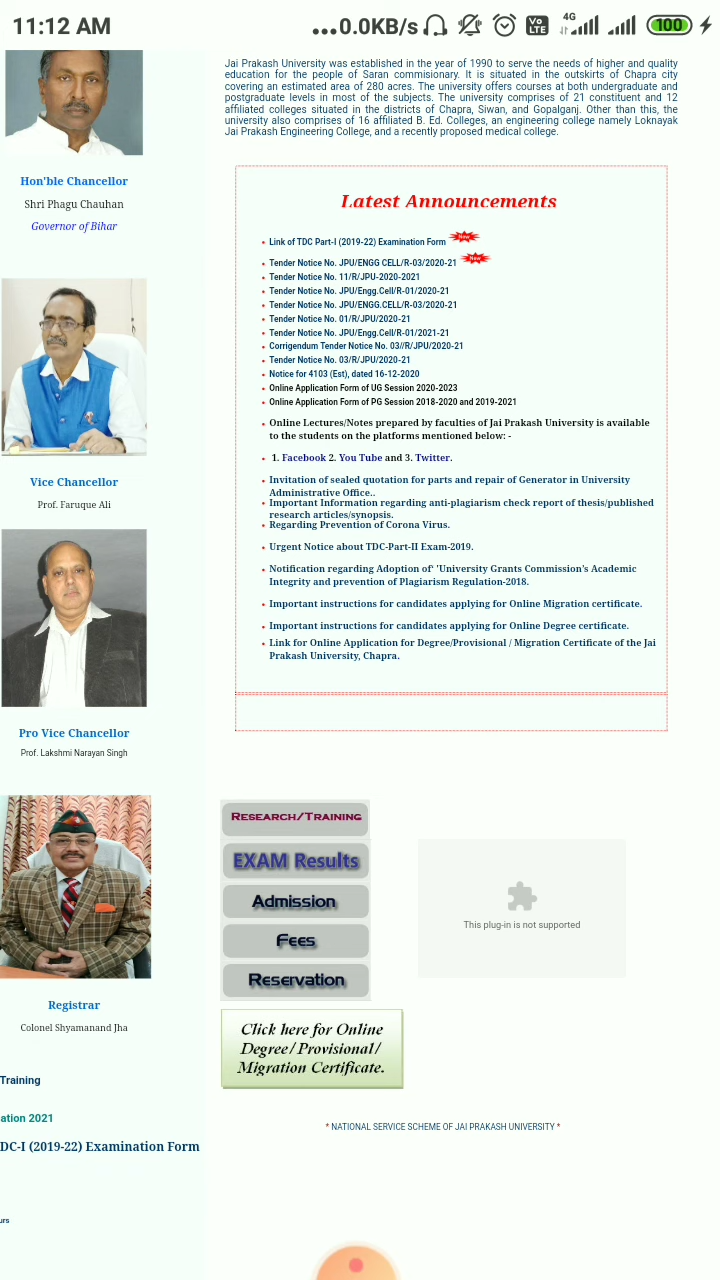 11:12 AM
...0.0KB/s
Vo
LTE
4G
100
Jai Prakash University was established in the year of 1990 to serve the needs of higher and quality
education for the people of Saran commisionary. It is situated in the outskirts of Chapra city
covering an estimated area of 280 acres. The university offers courses at both undergraduate and
postgraduate levels in most of the subjects. The university comprises of 21 constituent and 12
affiliated colleges situated in the districts of Chapra, Siwan, and Gopalganj. Other than this, the
university also comprises of 16 affiliated B. Ed. Colleges, an engineering college namely Loknayak
Jai Prakash Engineering College, and a recently proposed medical college.
Hon'ble Chancellor
Shri Phagu Chauhan
Governor of Bihar
Vice Chancellor
Prof. Faruque Ali
Pro Vice Chancellor
Prof. Lakshmi Narayan Singh
Registrar
Colonel Shyamanand Jha
Training
ation 2021
DC-I (2019-22) Examination Form
urs
Latest Announcements
• Link of TDC Part-I (2019-22) Examination Form New
• Tender Notice No. JPU/ENGG CELL/R-03/2020-21 New
• Tender Notice No. 11/R/JPU-2020-2021
• Tender Notice No. JPU/Engg.Cell/R-01/2020-21
• Tender Notice No. JPU/ENGG.CELL/R-03/2020-21
• Tender Notice No. 01/R/JPU/2020-21
• Tender Notice No. JPU/Engg.Cell/R-01/2021-21
• Corrigendum Tender Notice No. 03//R/JPU/2020-21
• Tender Notice No. 03/R/JPU/2020-21
• Notice for 4103 (Est), dated 16-12-2020
• Online Application Form of UG Session 2020-2023
• Online Application Form of PG Session 2018-2020 and 2019-2021
• Online Lectures/Notes prepared by faculties of Jai Prakash University is available
to the students on the platforms mentioned below: -
• 1. Facebook 2. You Tube and 3. Twitter.
• Invitation of sealed quotation for parts and repair of Generator in University
Administrative Office..
• Important Information regarding anti-plagiarism check report of thesis/published
research articles/synopsis.
• Regarding Prevention of Corona Virus.
• Urgent Notice about TDC-Part-II Exam-2019.
• Notification regarding Adoption of' 'University Grants Commission's Academic
Integrity and prevention of Plagiarism Regulation-2018.
• Important instructions for candidates applying for Online Migration certificate.
• Important instructions for candidates applying for Online Degree certificate.
• Link for Online Application for Degree/Provisional / Migration Certificate of the Jai
Prakash University, Chapra.
Research/Training
EXAM Results
Admission
Fees
Reservation
This plug-in is not supported
Click here for Online
Degree/ Provisional/
Migration Certificate.
* NATIONAL SERVICE SCHEME OF JAI PRAKASH UNIVERSITY *